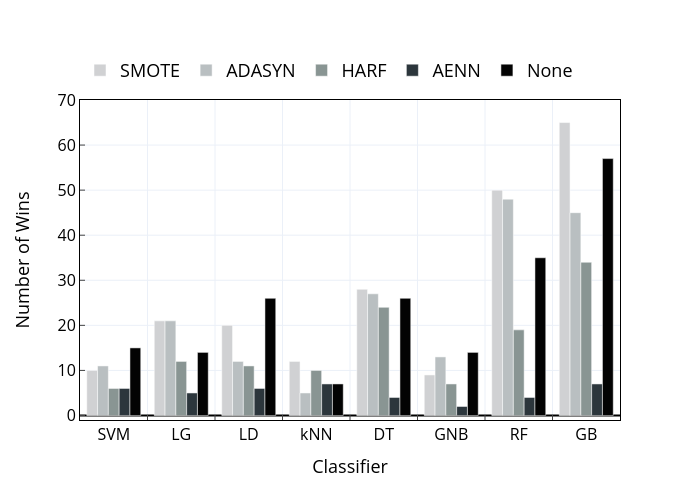 SMOTE ADASYN HARF AENN None
70
60
50
40
30
20
10
0
Number of Wins
SVM LG LD kNN DT GNB RF GB
Classifier